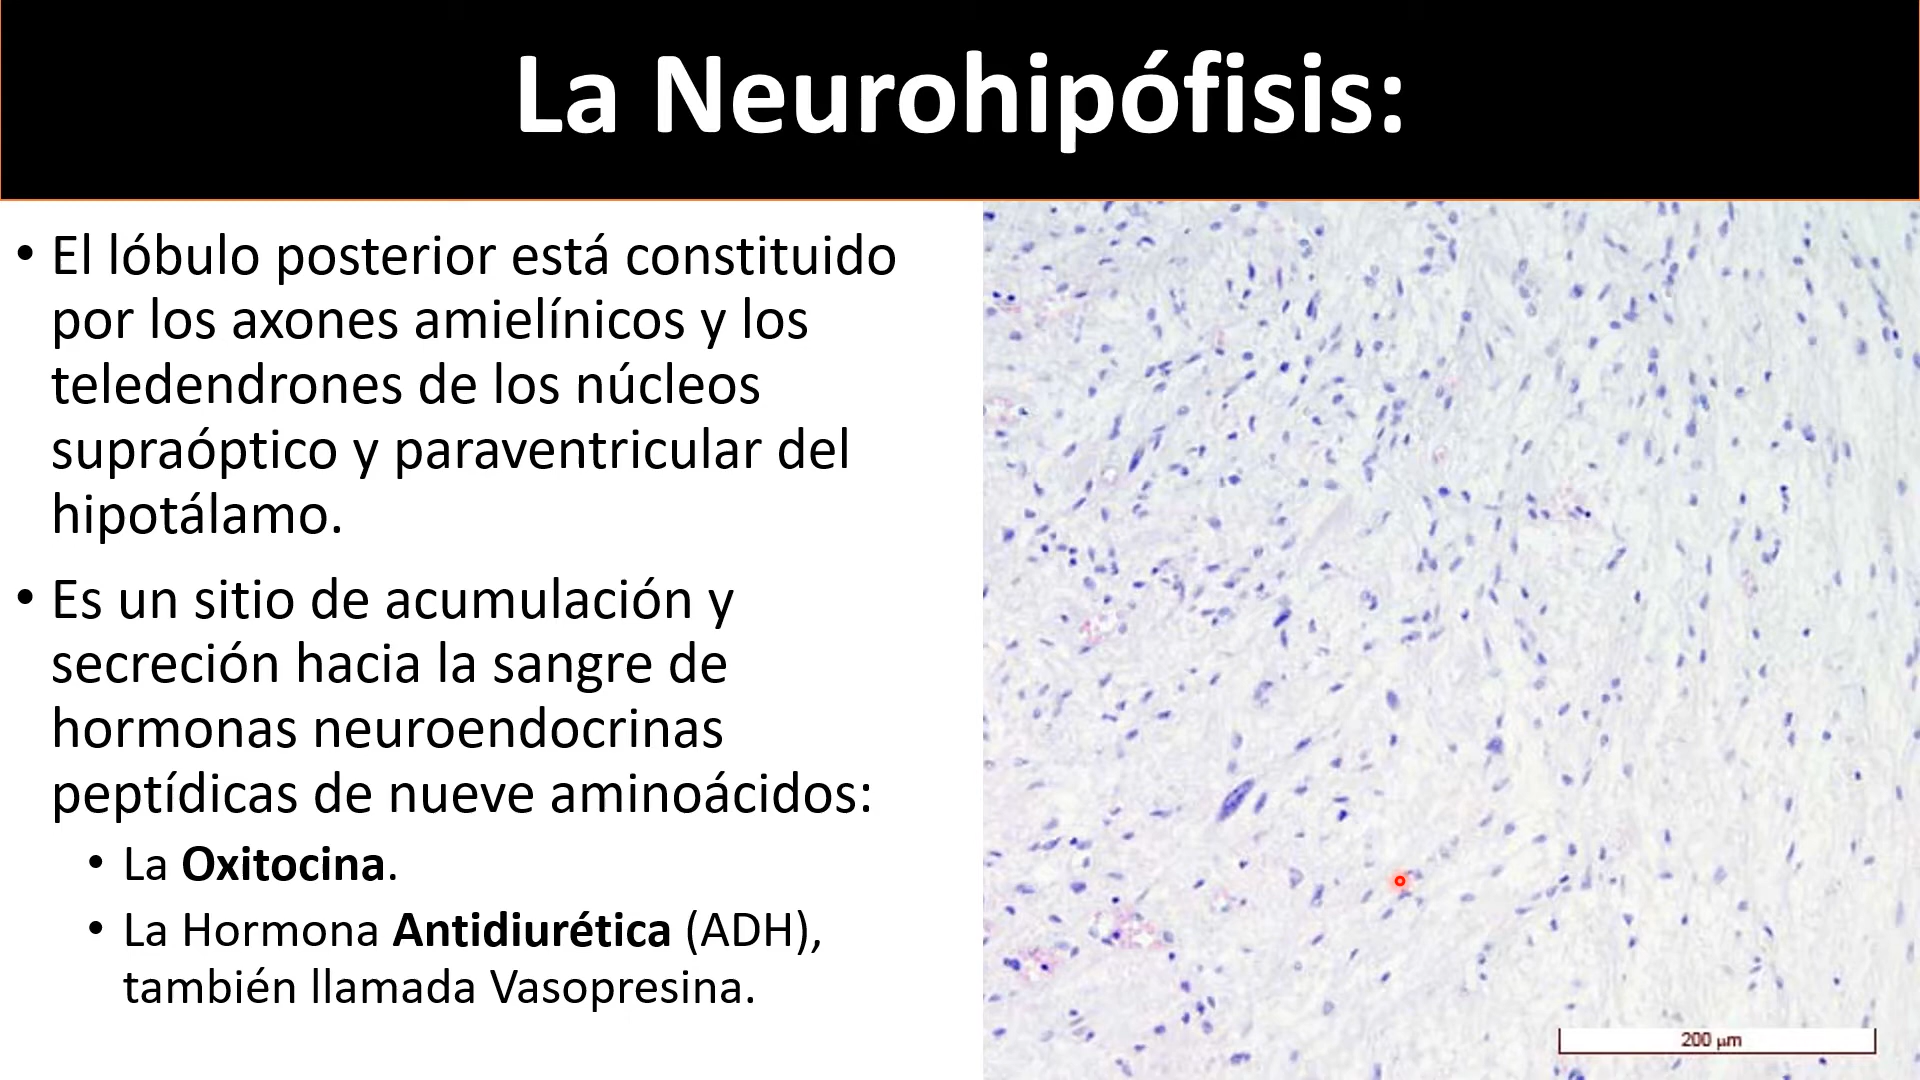 La Neurohipófisis:
• El lóbulo posterior está constituido
por los axones amielínicos y los
teledendrones de los núcleos
supraóptico y paraventricular del
hipotálamo.
• Es un sitio de acumulación y
secreción hacia la sangre de
hormonas neuroendocrinas
peptídicas de nueve aminoácidos:
• La Oxitocina.
• La Hormona Antidiurética (ADH),
también llamada Vasopresina.
200 µm